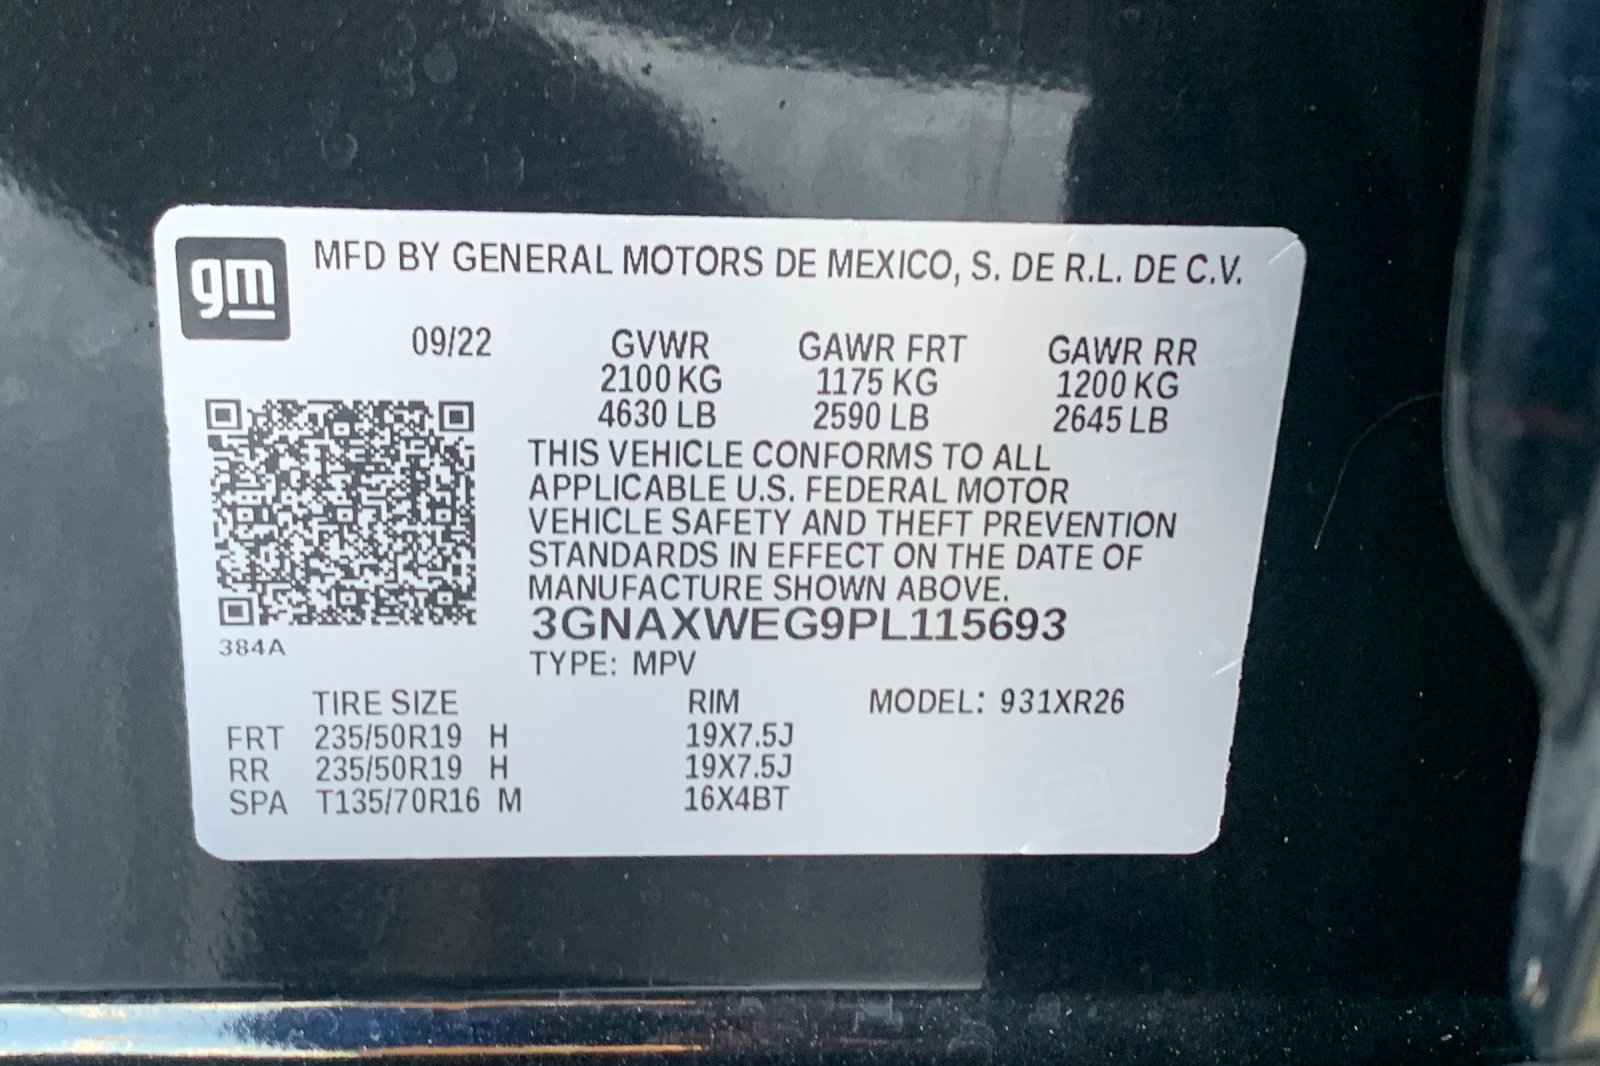 gm MFD BY GENERAL MOTORS DE MEXICO, S. DE R.L. DE C.V.
09/22 GVWR GAWR FRT GAWR RR
2100 KG 1175 KG 1200 KG
4630 LB 2590 LB 2645 LB
THIS VEHICLE CONFORMS TO ALL
APPLICABLE U.S. FEDERAL MOTOR
VEHICLE SAFETY AND THEFT PREVENTION
STANDARDS IN EFFECT ON THE DATE OF
MANUFACTURE SHOWN ABOVE.
3GNAXWEG9PL115693
384A
TYPE: MPV
TIRE SIZE RIM MODEL: 931XR26
FRT 235/50R19 H 19X7.5J
RR 235/50R19 H 19X7.5J
SPA T135/70R16 M 16X4BT